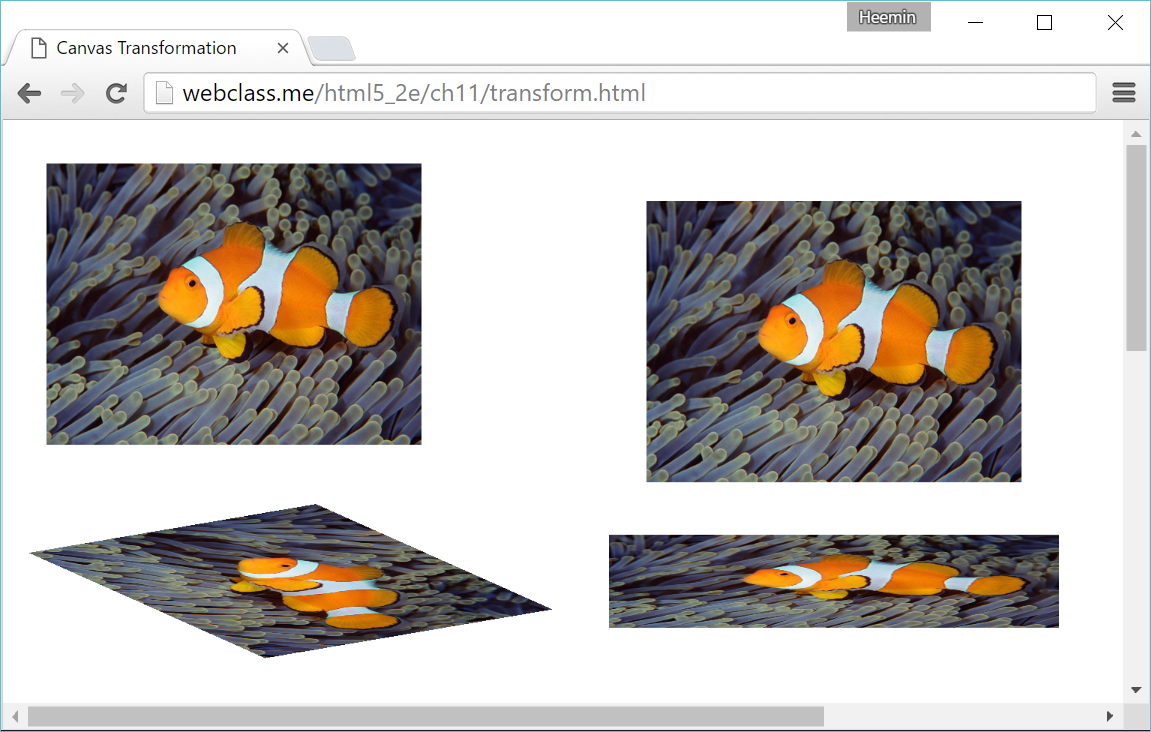 Heemin
Canvas Transformation
webclass.me/html5_2e/ch11/transform.html